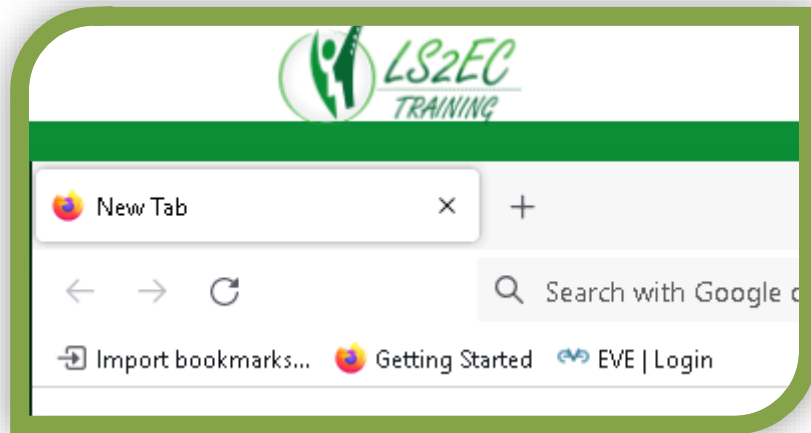 LS2EC
TRAINING
New Tab
Search with Google
Import bookmarks... Getting Started EVE | Login